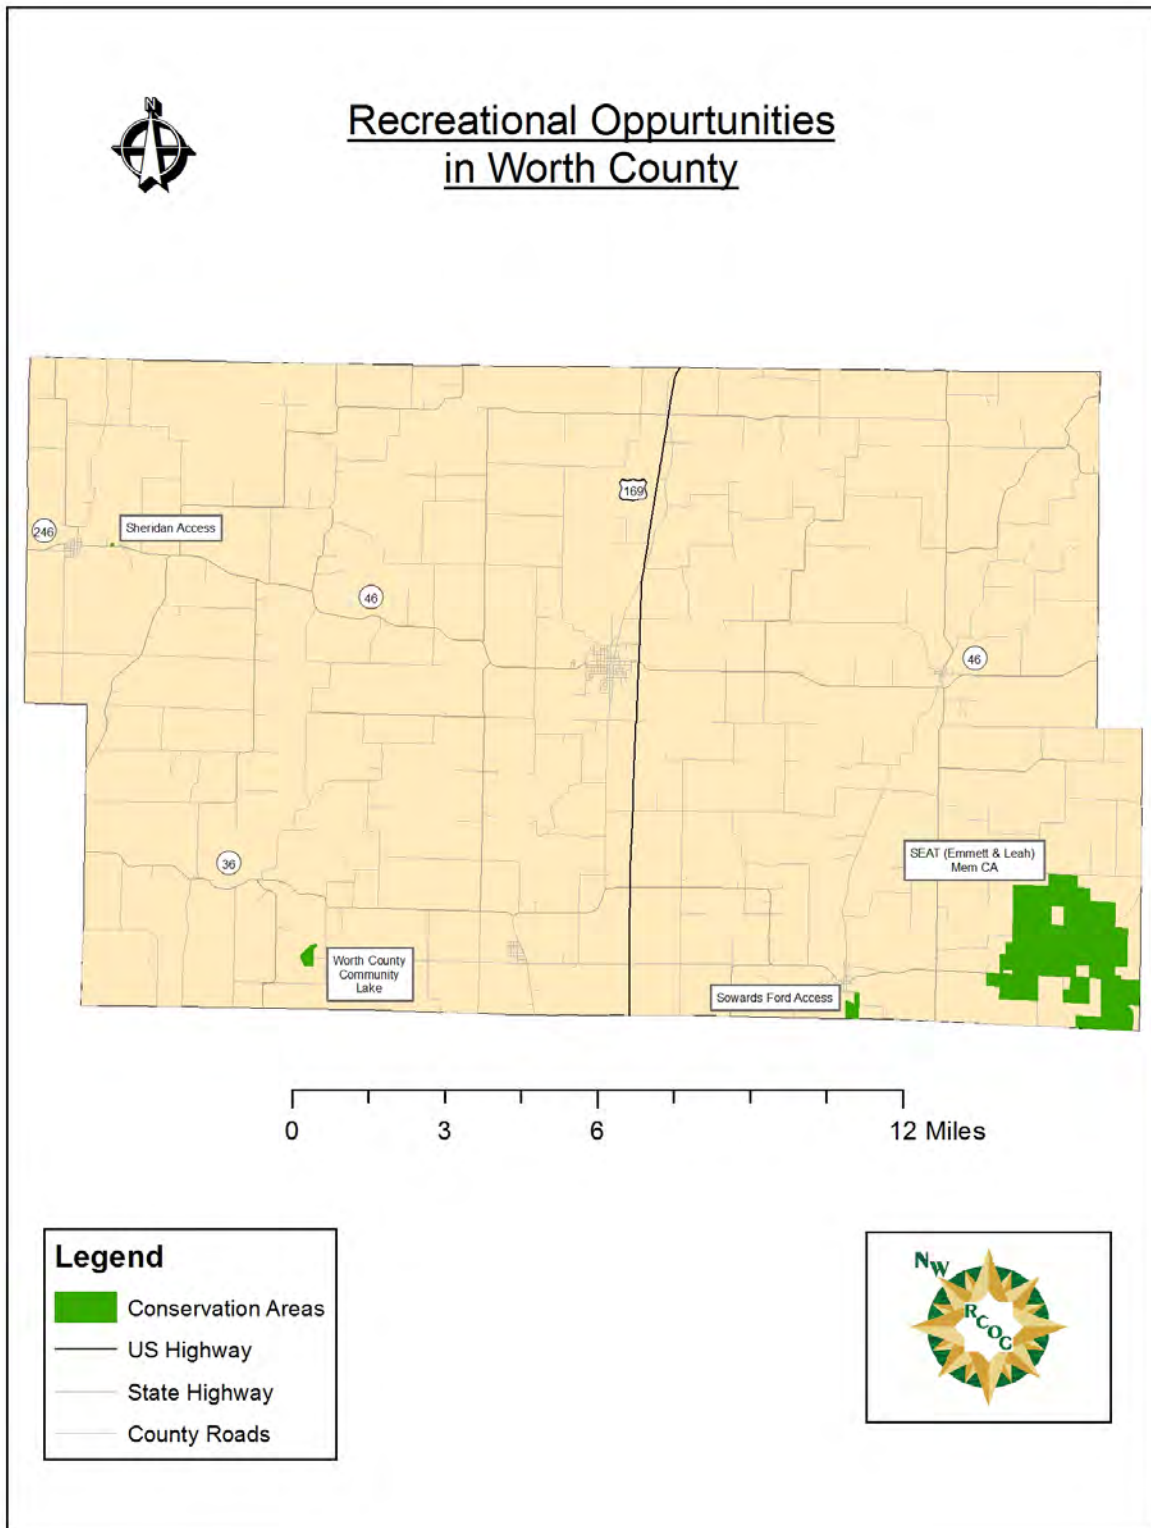 N
Recreational Oppurtunities
in Worth County
169
Sheridan Access
246
46
46
SEAT (Emmett & Leah)
Mem CA
36
Worth County
Community
Lake
Sowards Ford Access
0 3 6 12 Miles
Legend
Conservation Areas
US Highway
State Highway
County Roads
NW
RCOG